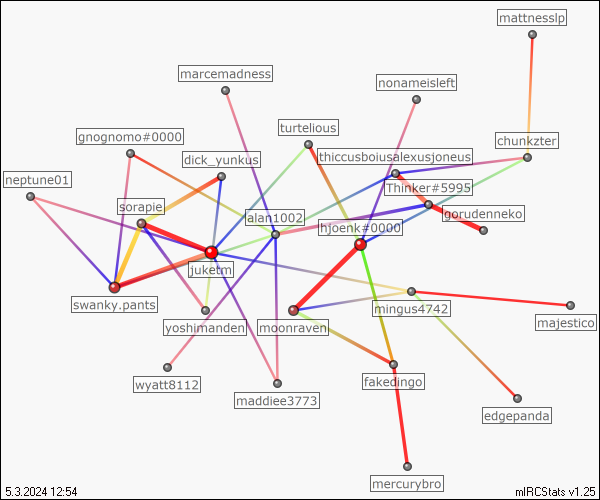 mattnesslp
marcemadness
nonameisleft
turtelious
gnognomo#0000
chunkzter
dick_yunkus
thiccusboiusalexusjoneus
neptune01
Thinker#5995
sorapie
gorudenneko
alan1002
hjoenk#0000
juketm
swanky.pants
mingus4742
yoshimanden
moonraven
majestico
wyatt8112
fakedingo
maddiee3773
edgepanda
mercurybro
5.3.2024 12:54
mIRCStats v1.25